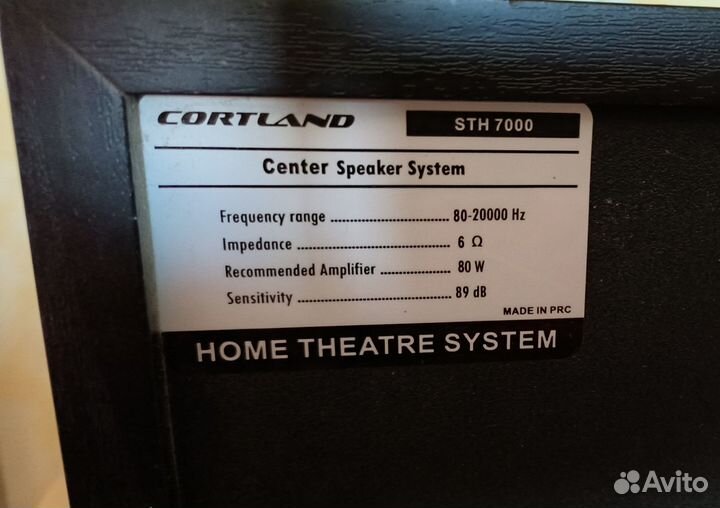 CORTLAND STH 7000
Center Speaker System
Frequency range .......................... 80-20000 Hz
Impedance .................................. 6 Ω
Recommended Amplifier ............. 80 W
Sensitivity .................................. 89 dB
MADE IN PRC
HOME THEATRE SYSTEM
Avito